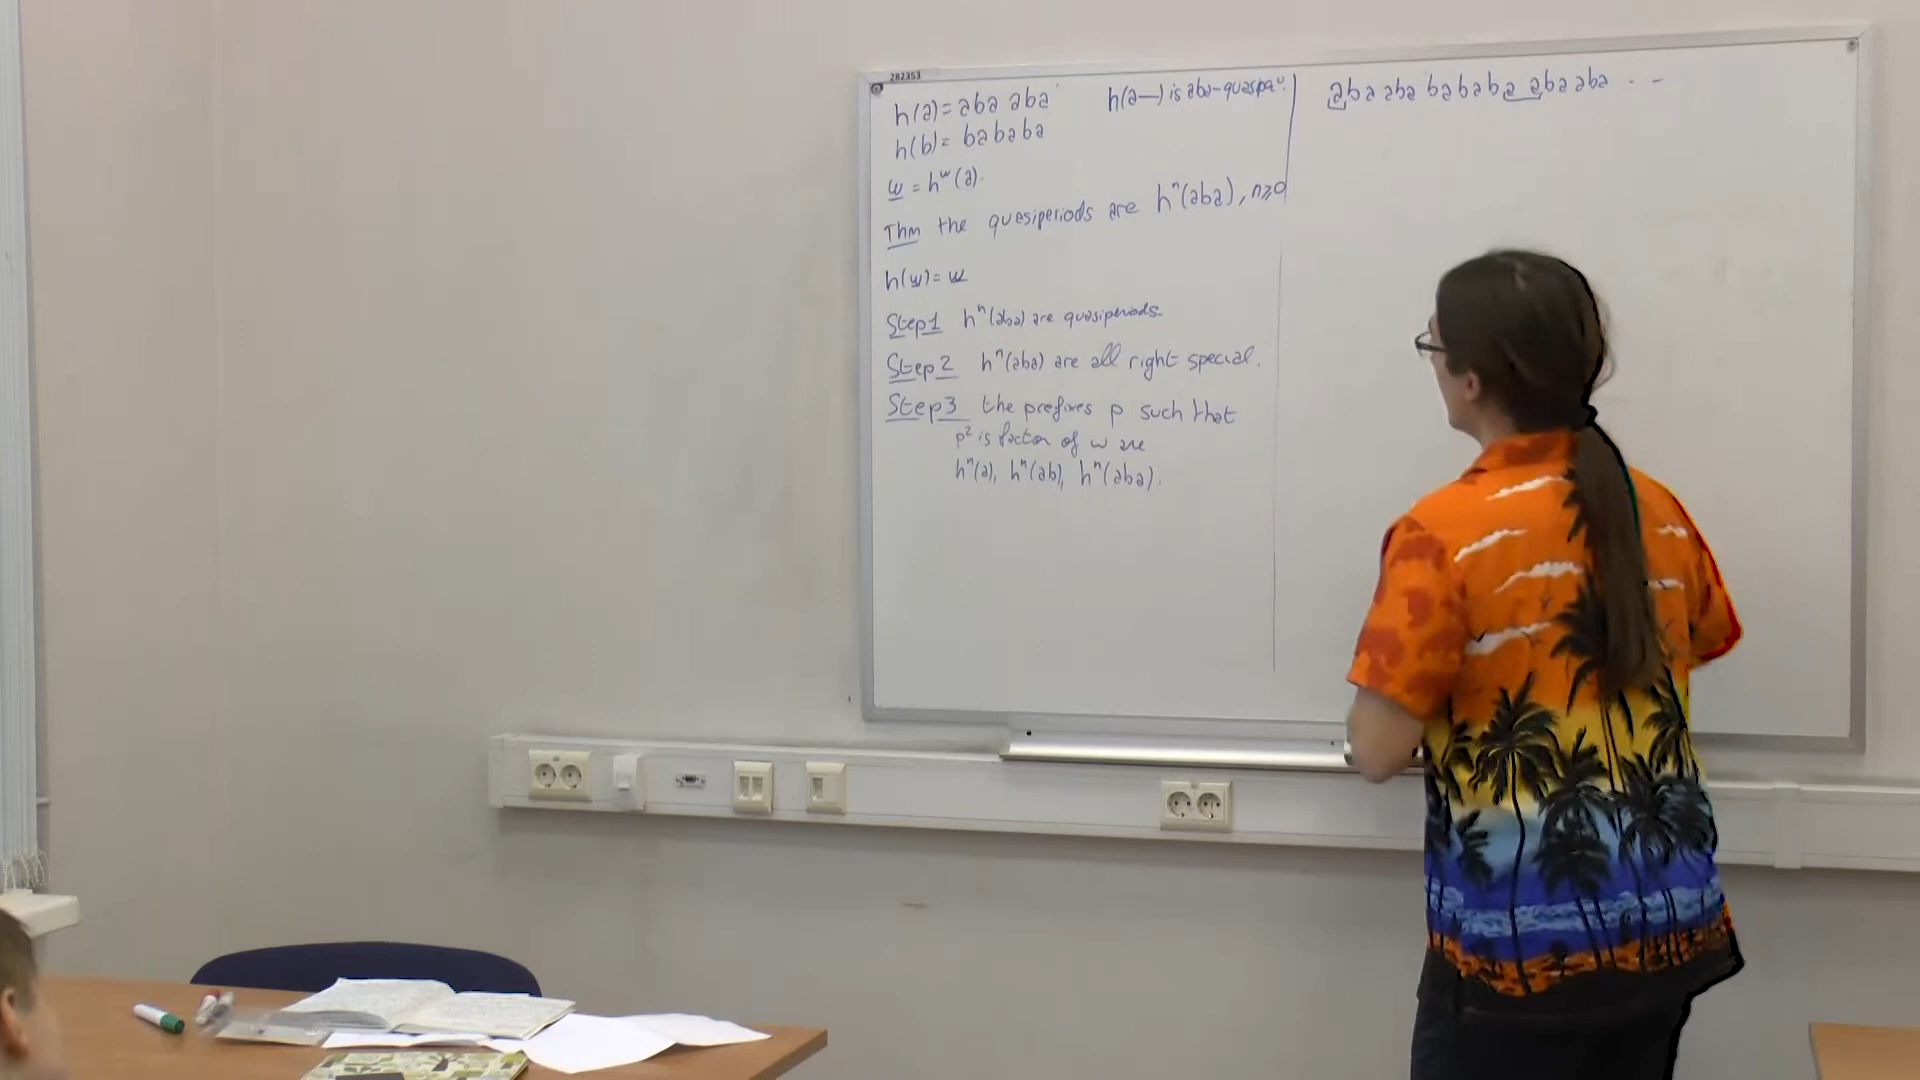 282353
h(a) = aba aba
h(b) = bababa
w = h^ω(a).
Thm the quasiperiods are h^n(aba), n≥0
h(w) = w
Step1 h^n(aba) are quasiperiods.
Step2 h^n(aba) are all right special.
Step3 the prefixes p such that
p² is factor of w are
h^n(a), h^n(ab), h^n(aba).
h(a—) is aba-quasip
aba aba bababa aba aba . . -